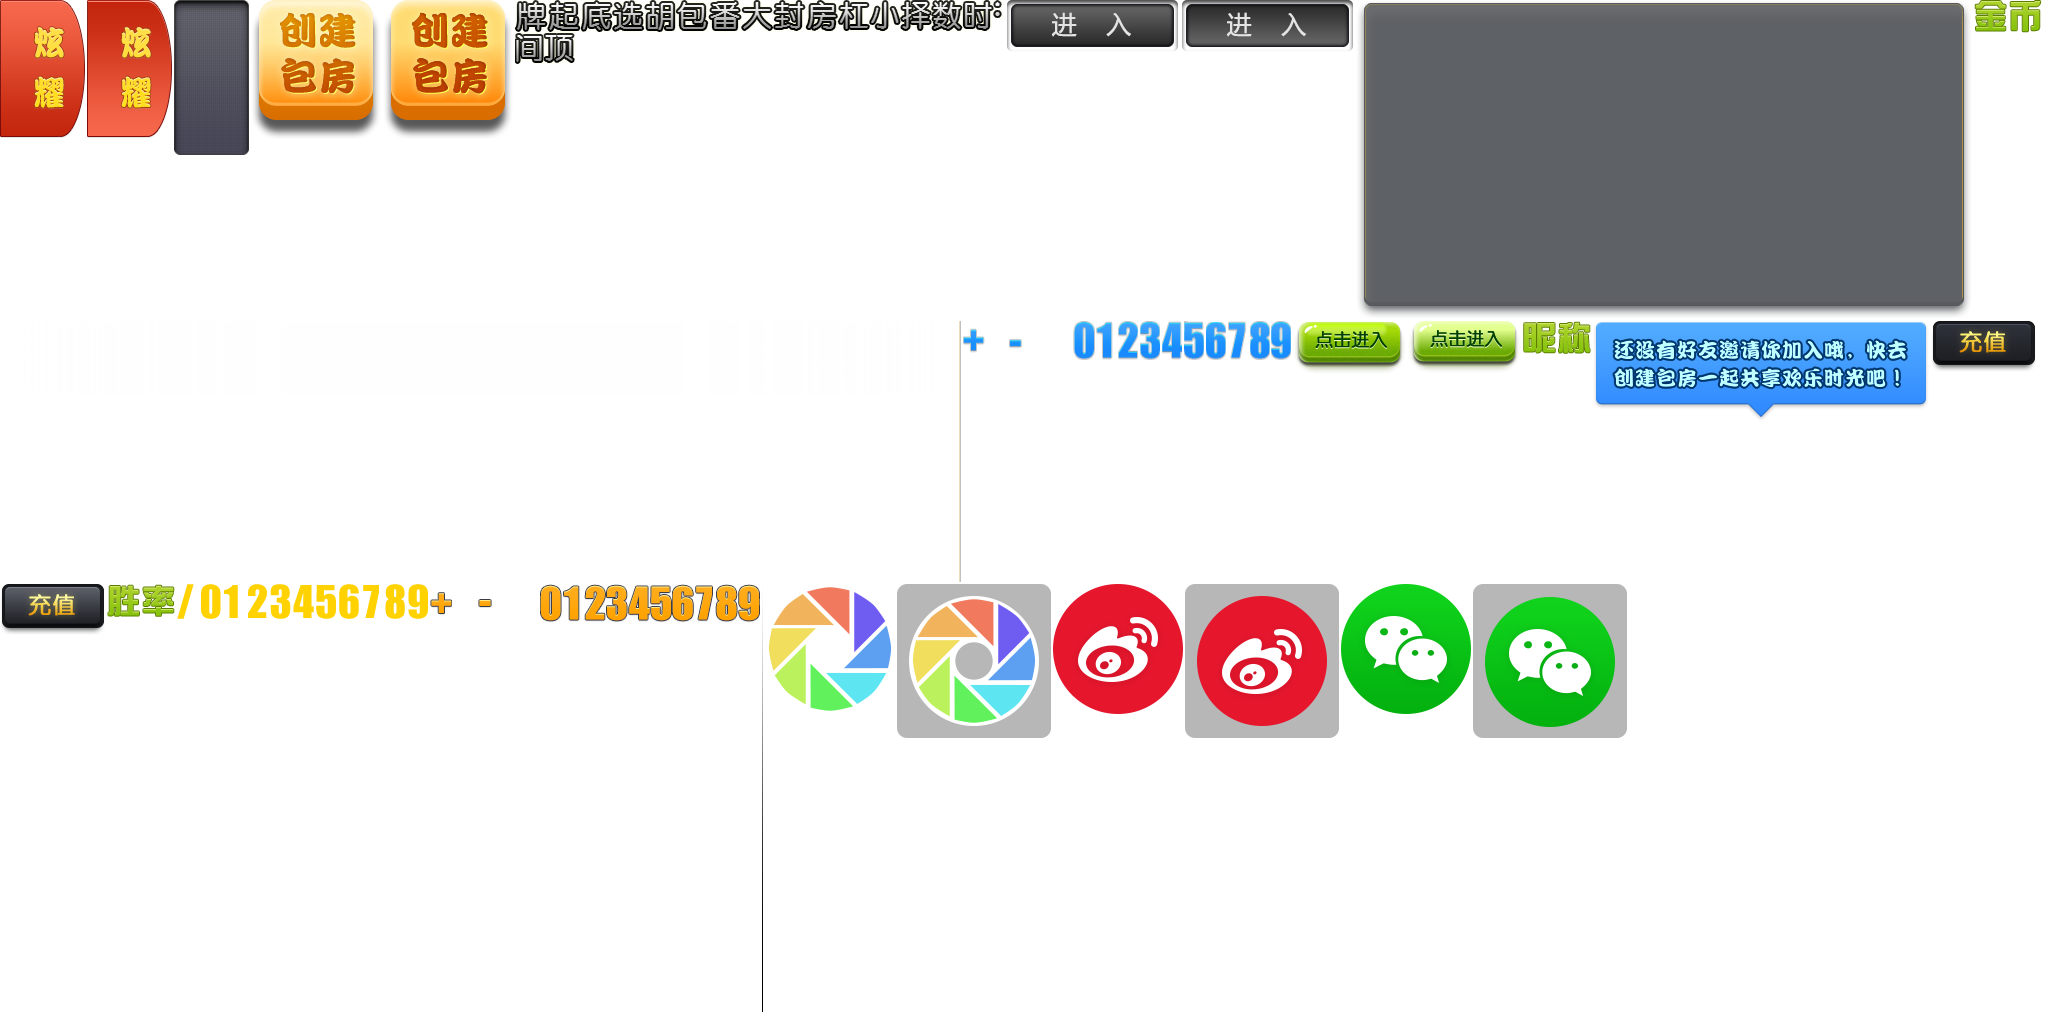 炫耀
炫耀
创建
包房
创建
包房
牌起底选胡包番大封房杠小择数时:
间顶
进 入
进 入
金币
+ -
0123456789
点击进入
点击进入
昵称
还没有好友邀请你加入哦，快去
创建包房一起共享欢乐时光吧！
充值
充值
胜率
/0123456789
+ -
0123456789